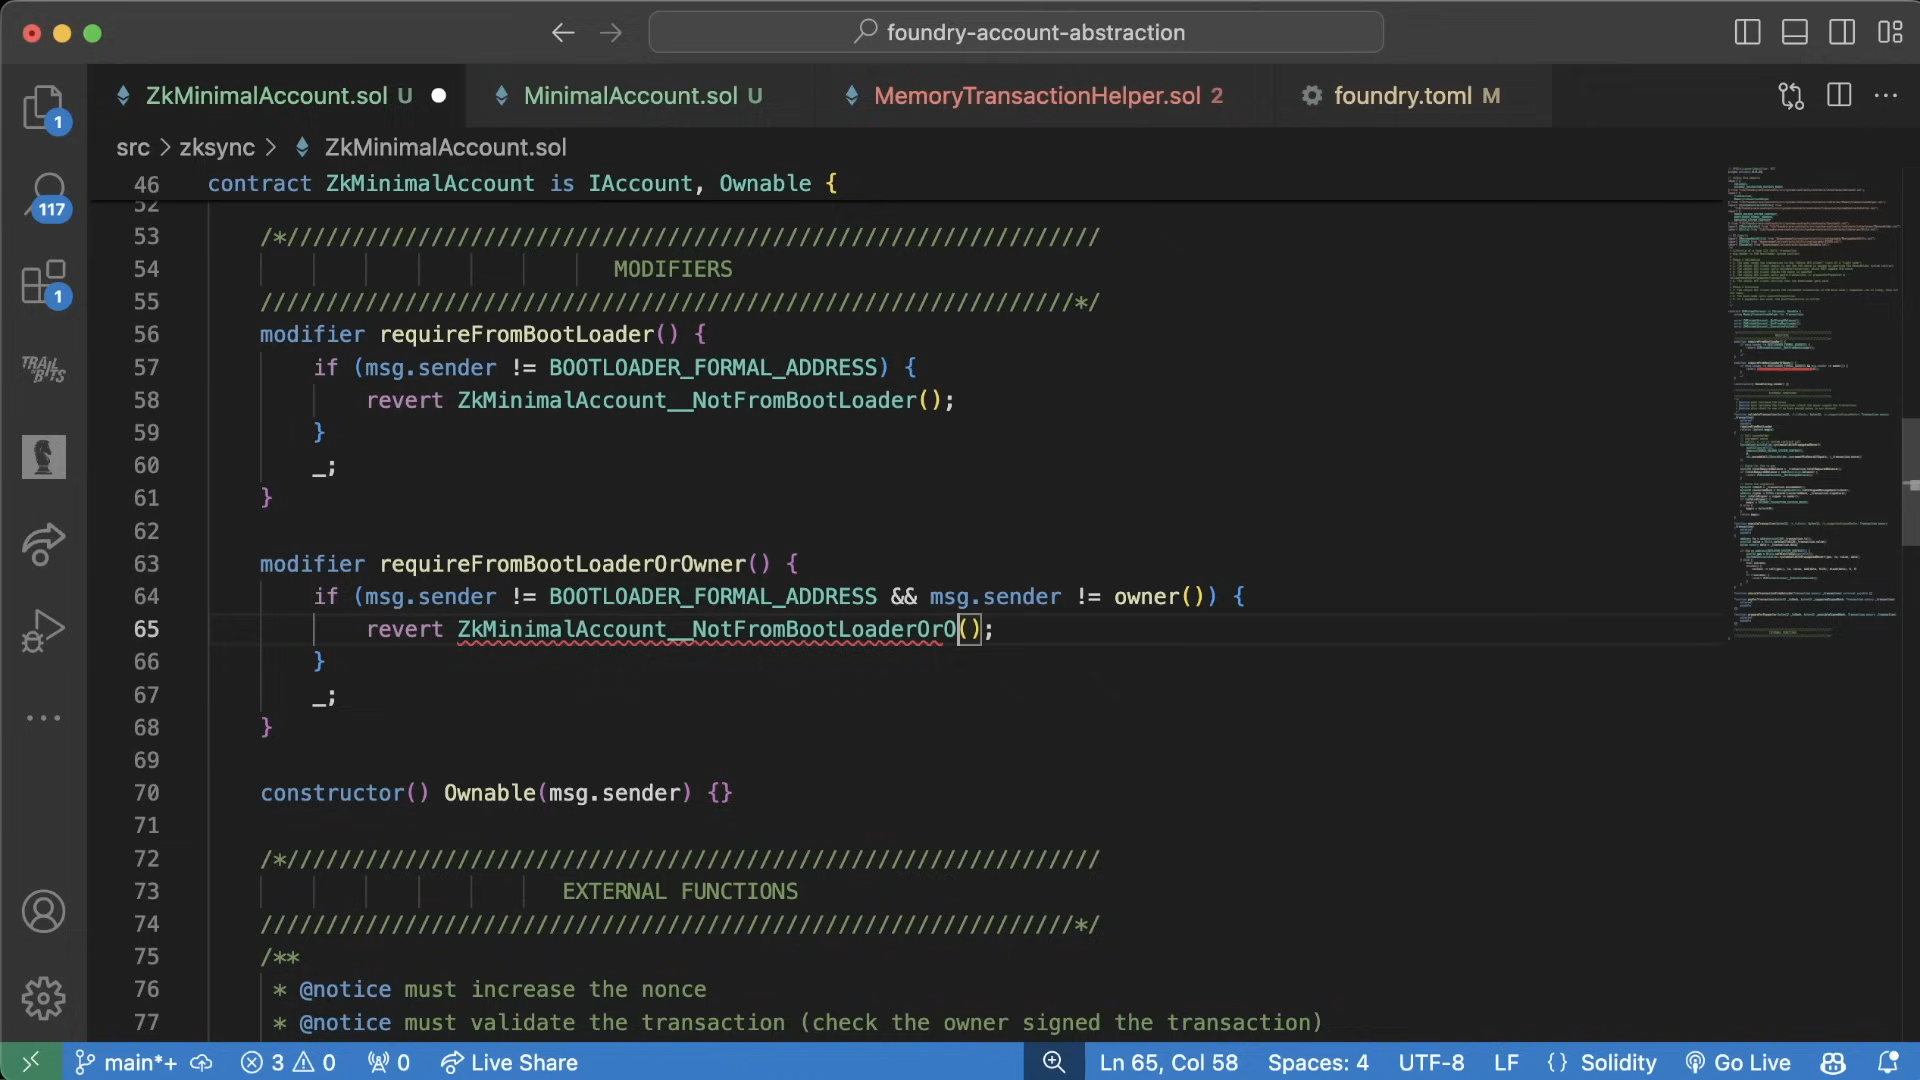 foundry-account-abstraction
ZkMinimalAccount.sol U
MinimalAccount.sol U
MemoryTransactionHelper.sol 2
foundry.toml M
src > zksync > ZkMinimalAccount.sol
46 contract ZkMinimalAccount is IAccount, Ownable {
52
53 /*////////////////////////////////////////////////////////////
54 MODIFIERS
55 //////////////////////////////////////////////////////////////*/
56 modifier requireFromBootLoader() {
57 if (msg.sender != BOOTLOADER_FORMAL_ADDRESS) {
58 revert ZkMinimalAccount__NotFromBootLoader();
59 }
60 _;
61 }
62
63 modifier requireFromBootLoaderOrOwner() {
64 if (msg.sender != BOOTLOADER_FORMAL_ADDRESS && msg.sender != owner()) {
65 revert ZkMinimalAccount__NotFromBootLoaderOrO();
66 }
67 _;
68 }
69
70 constructor() Ownable(msg.sender) {}
71
72 /*////////////////////////////////////////////////////////////
73 EXTERNAL FUNCTIONS
74 //////////////////////////////////////////////////////////////*/
75 /**
76 * @notice must increase the nonce
77 * @notice must validate the transaction (check the owner signed the transaction)
1
117
1
TRAIL OF BITS
main*+
3
0
0
Live Share
Ln 65, Col 58
Spaces: 4
UTF-8
LF
{} Solidity
Go Live